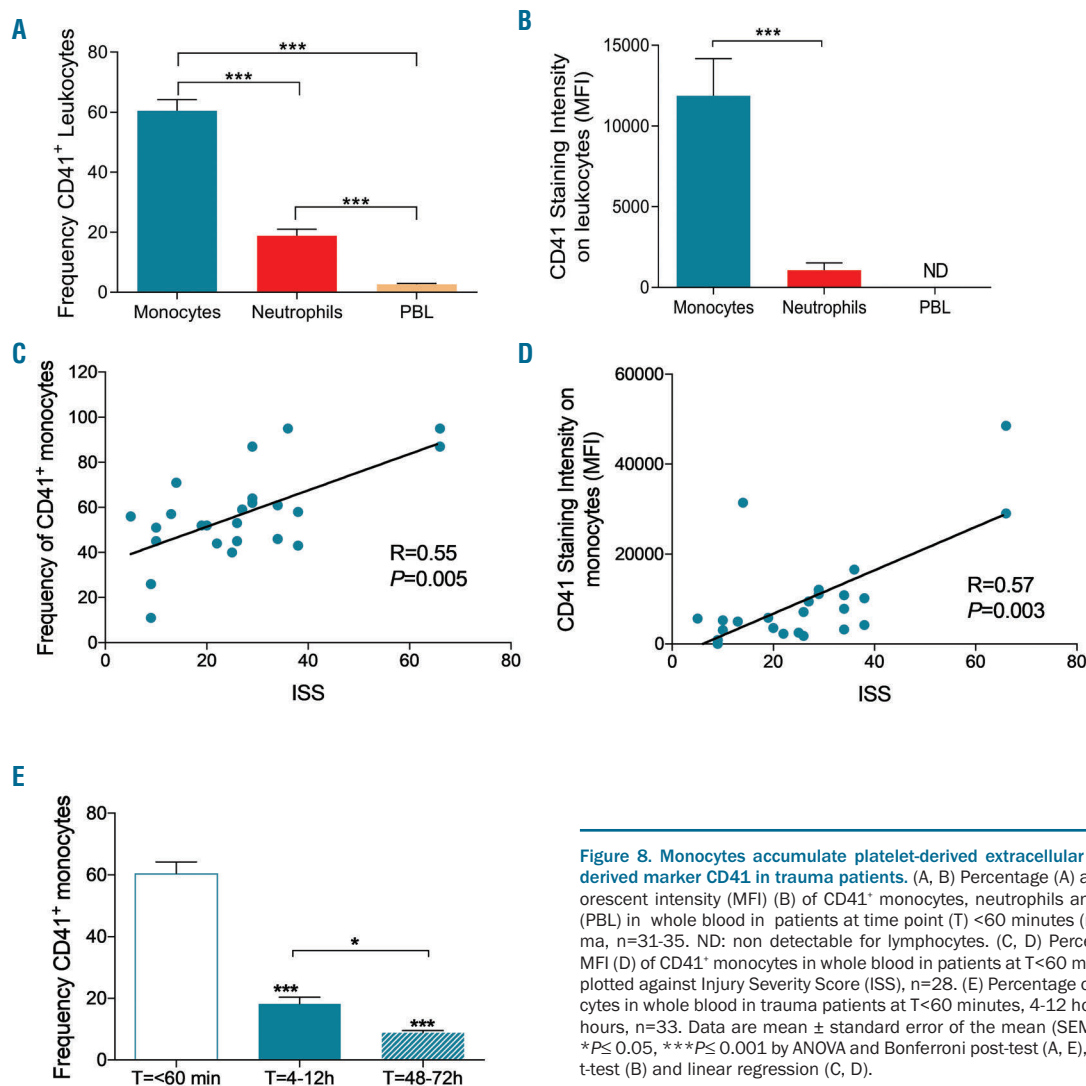 A
Frequency CD41+ Leukocytes
80
60
40
20
0
***
***
***
Monocytes
Neutrophils
PBL
B
CD41 Staining Intensity
on leukocytes (MFI)
15000
10000
5000
0
***
ND
Monocytes
Neutrophils
PBL
C
Frequency of CD41+ monocytes
120
100
80
60
40
20
0
R=0.55
P=0.005
0
20
40
60
80
ISS
D
CD41 Staining Intensity on
monocytes (MFI)
60000
40000
20000
0
R=0.57
P=0.003
0
20
40
60
80
ISS
E
Frequency CD41+ monocytes
80
60
40
20
0
*
***
***
T=<60 min
T=4-12h
T=48-72h
Figure 8. Monocytes accumulate platelet-derived extracellular
derived marker CD41 in trauma patients. (A, B) Percentage (A) a
orescent intensity (MFI) (B) of CD41+ monocytes, neutrophils an
(PBL) in whole blood in patients at time point (T) <60 minutes (
ma, n=31-35. ND: non detectable for lymphocytes. (C, D) Perce
MFI (D) of CD41+ monocytes in whole blood in patients at T<60 m
plotted against Injury Severity Score (ISS), n=28. (E) Percentage o
cytes in whole blood in trauma patients at T<60 minutes, 4-12 ho
hours, n=33. Data are mean ± standard error of the mean (SEM
*P≤ 0.05, ***P≤ 0.001 by ANOVA and Bonferroni post-test (A, E),
t-test (B) and linear regression (C, D).